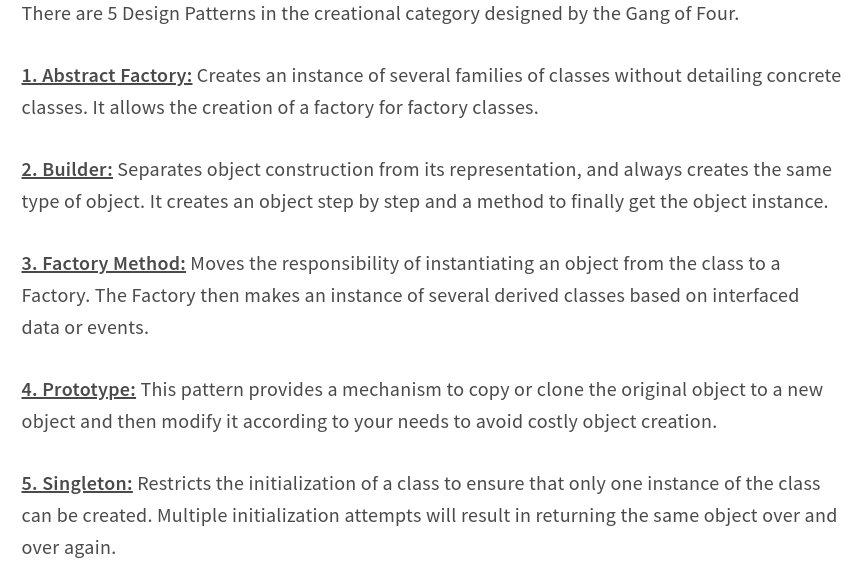 There are 5 Design Patterns in the creational category designed by the Gang of Four.
1. Abstract Factory: Creates an instance of several families of classes without detailing concrete
classes. It allows the creation of a factory for factory classes.
2. Builder: Separates object construction from its representation, and always creates the same
type of object. It creates an object step by step and a method to finally get the object instance.
3. Factory Method: Moves the responsibility of instantiating an object from the class to a
Factory. The Factory then makes an instance of several derived classes based on interfaced
data or events.
4. Prototype: This pattern provides a mechanism to copy or clone the original object to a new
object and then modify it according to your needs to avoid costly object creation.
5. Singleton: Restricts the initialization of a class to ensure that only one instance of the class
can be created. Multiple initialization attempts will result in returning the same object over and
over again.